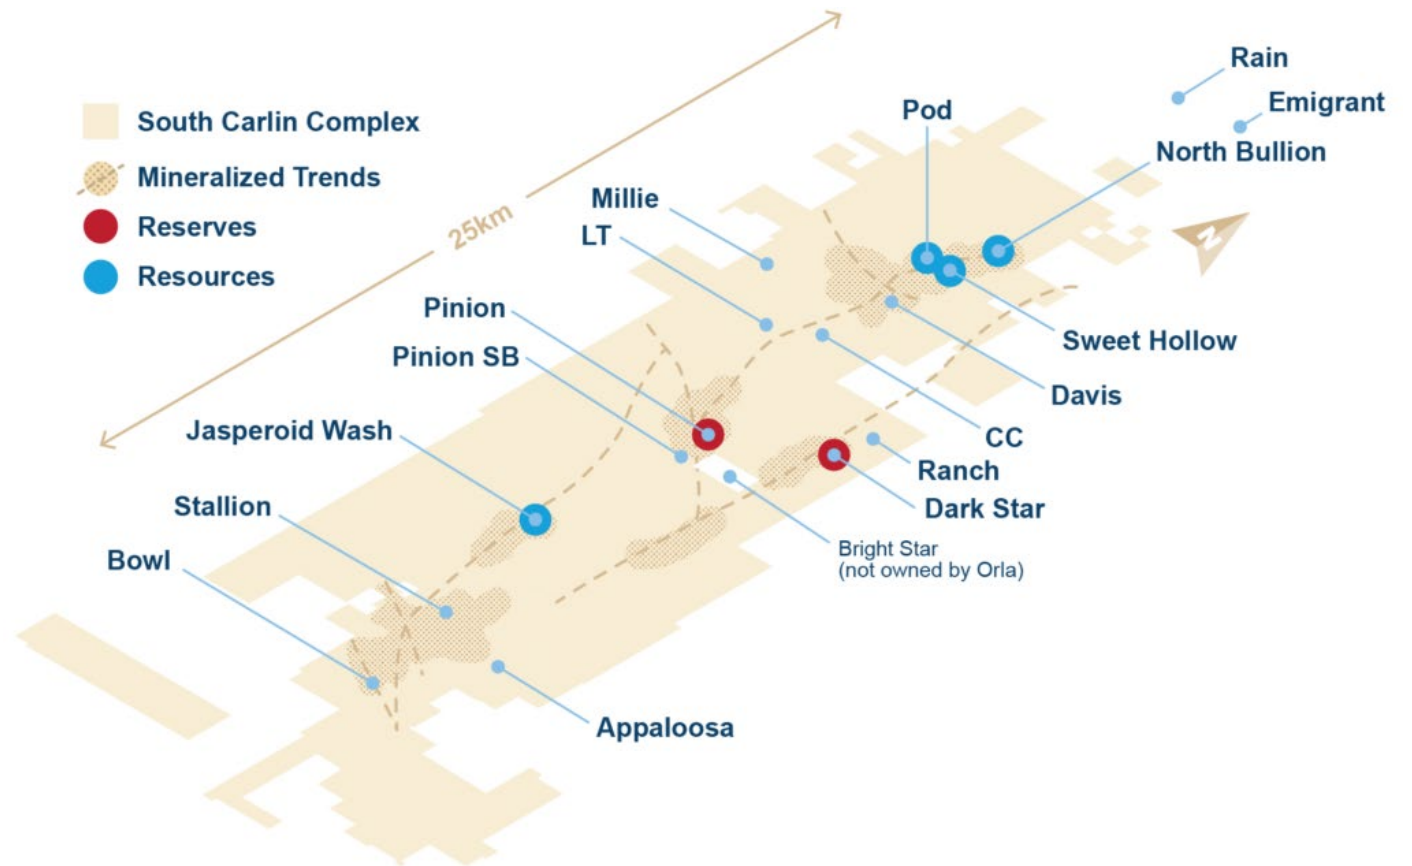 Rain
Emigrant
Pod
North Bullion
South Carlin Complex
Mineralized Trends
Reserves
Resources
25km
N
Millie
LT
Pinion
Pinion SB
Sweet Hollow
Davis
Jasperoid Wash
CC
Ranch
Dark Star
Stallion
Bright Star
(not owned by Orla)
Bowl
Appaloosa